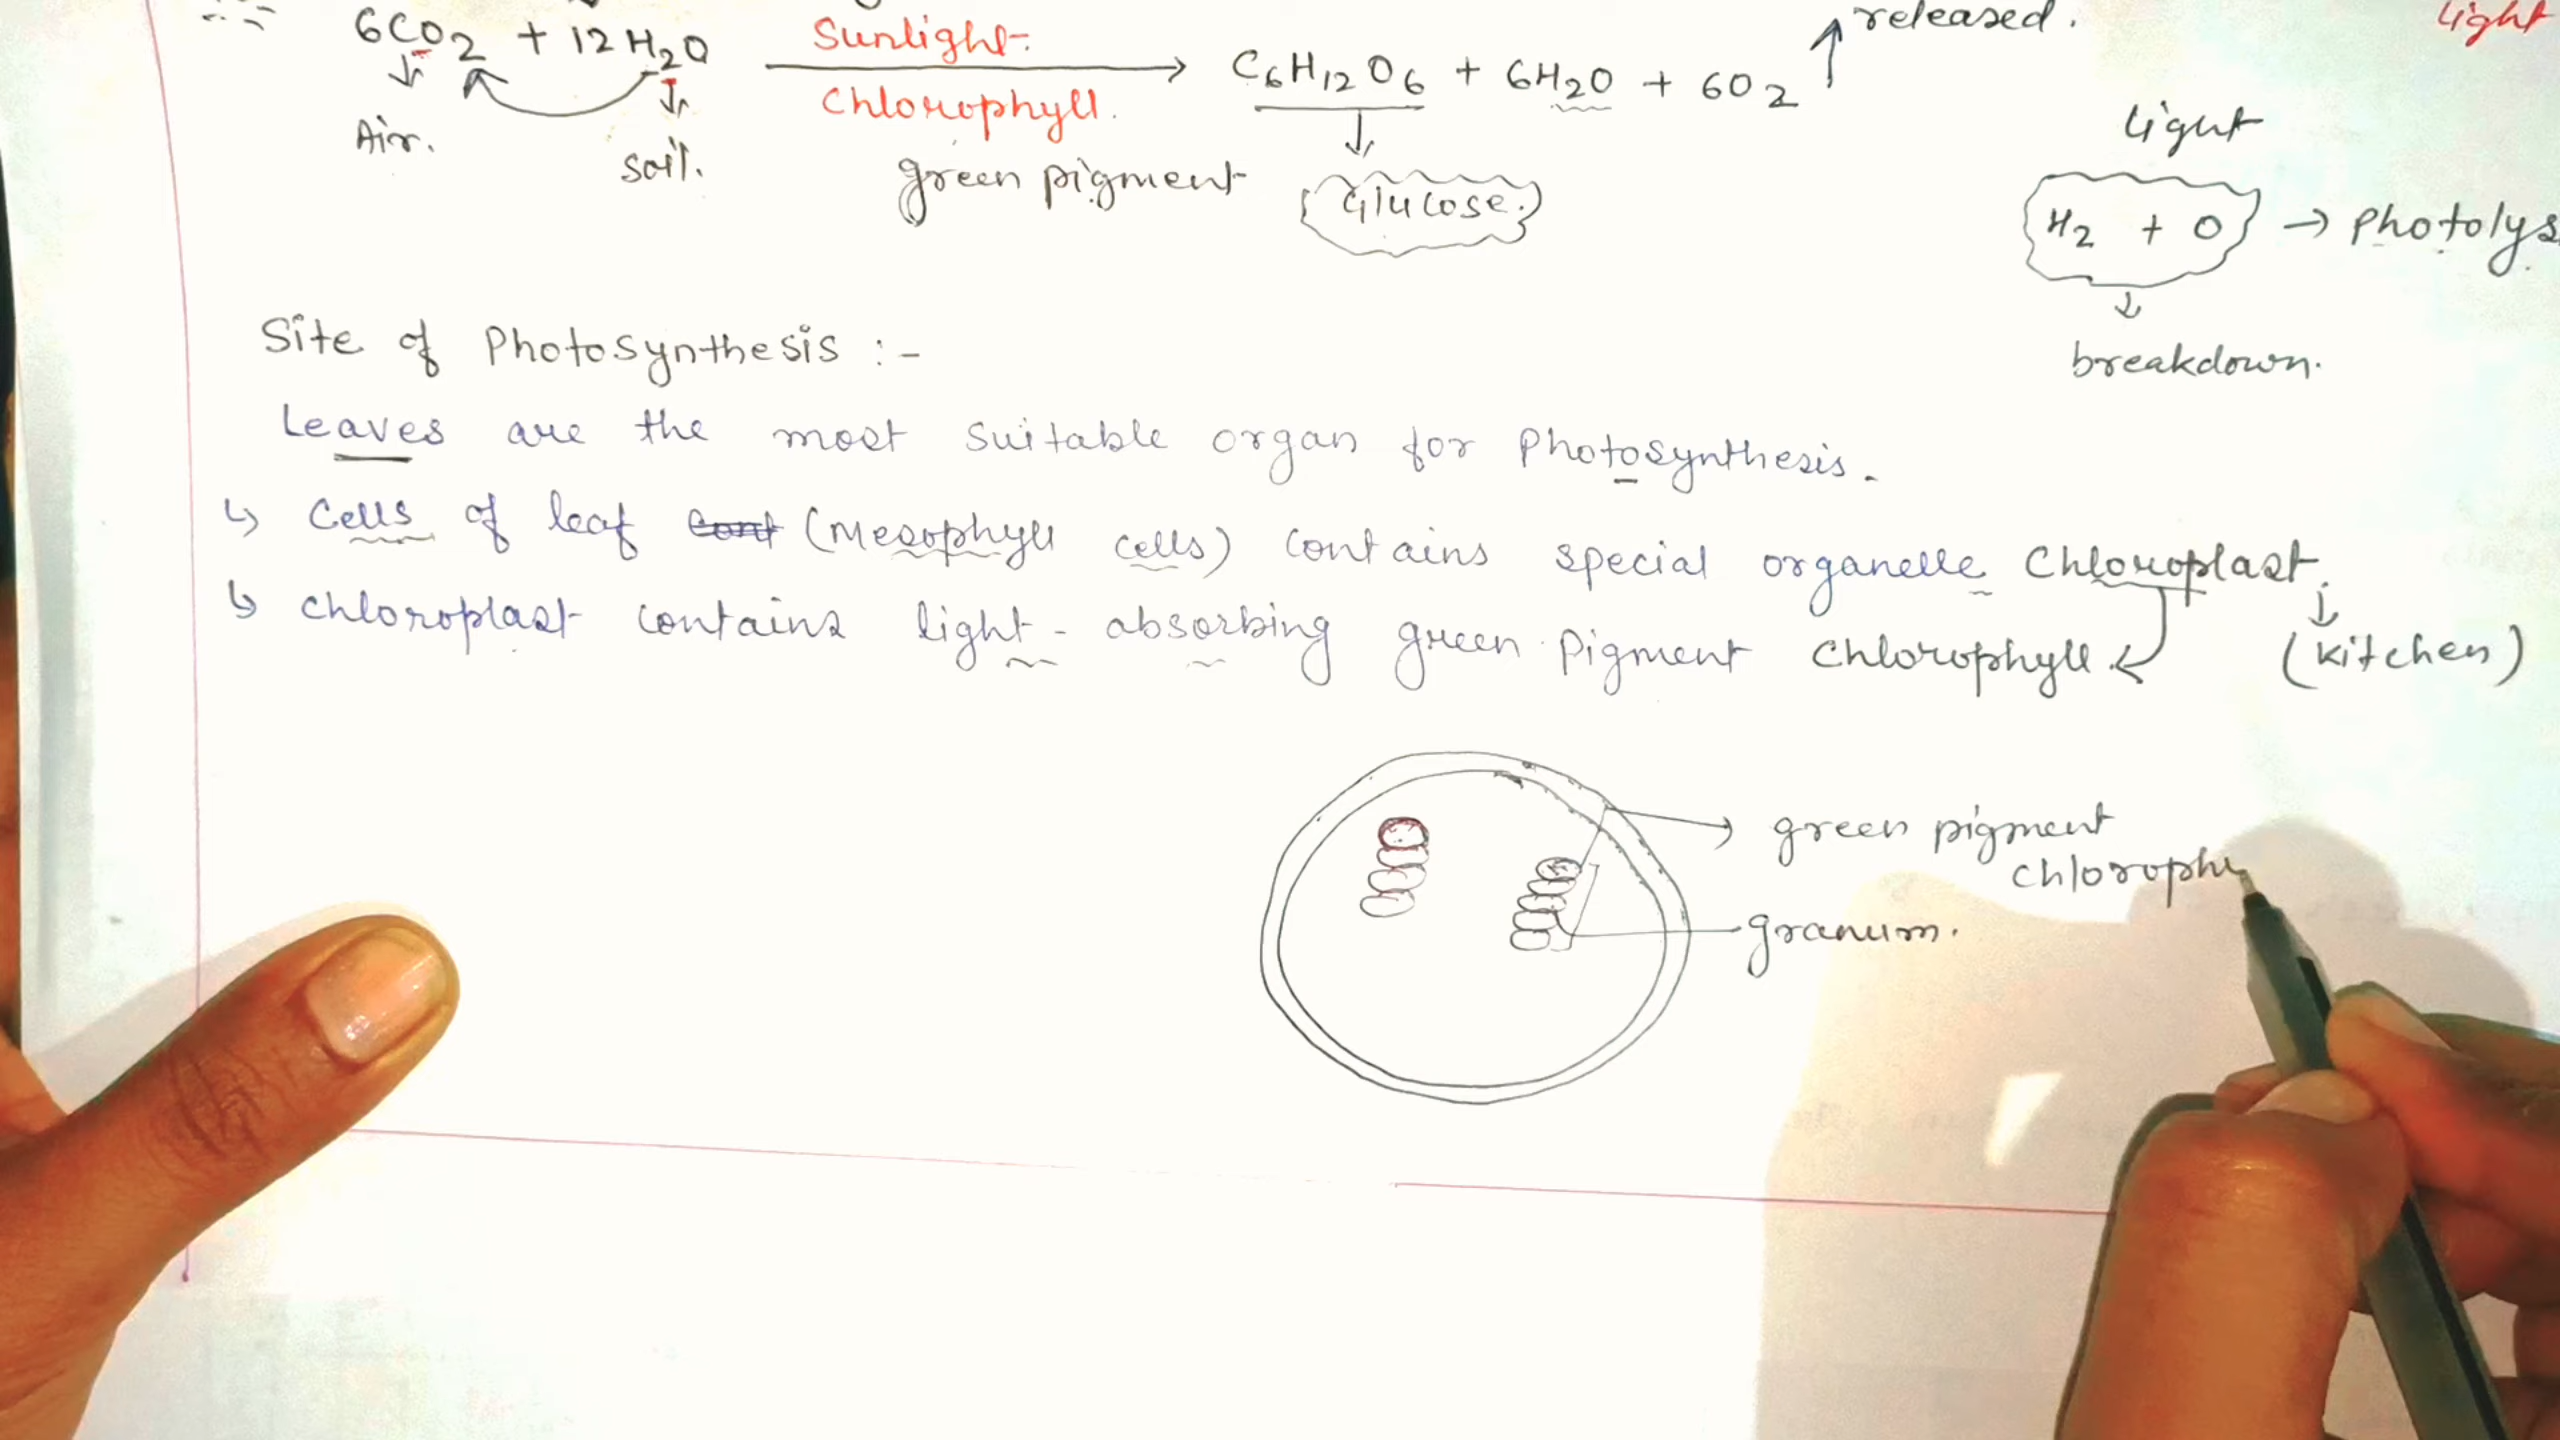 6CO2 + 12H2O Sunlight Chlorophyll. C6H12O6 + 6H2O + 6O2 released.
light
Air. soil. green pigment Glucose.
light
H2 + O → Photolys
breakdown.
Site of Photosynthesis :-
Leaves are the most suitable organ for Photosynthesis.
↳ Cells of leaf (Mesophyll cells) contains special organelle Chloroplast.
↳ chloroplast contains light - absorbing green Pigment Chlorophyll.
(kitchen)
green pigment
chlorophy
granum.